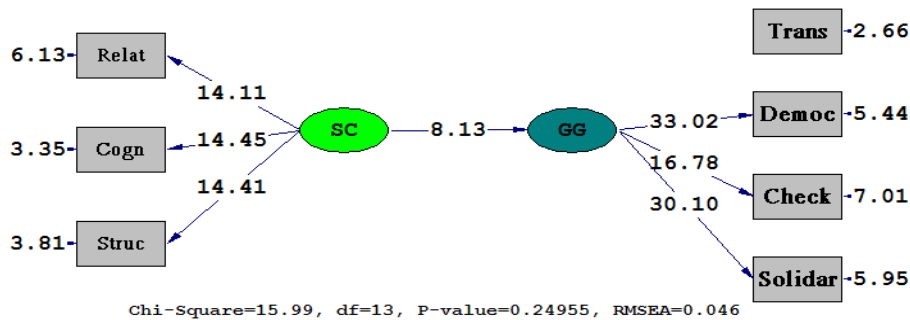 Trans 2.66
6.13 Relat
14.11
SC 8.13 GG 33.02 Democ 5.44
3.35 Cogn 14.45
16.78
14.41 Check 7.01
30.10
3.81 Struc
Solidar 5.95
Chi-Square=15.99, df=13, P-value=0.24955, RMSEA=0.046